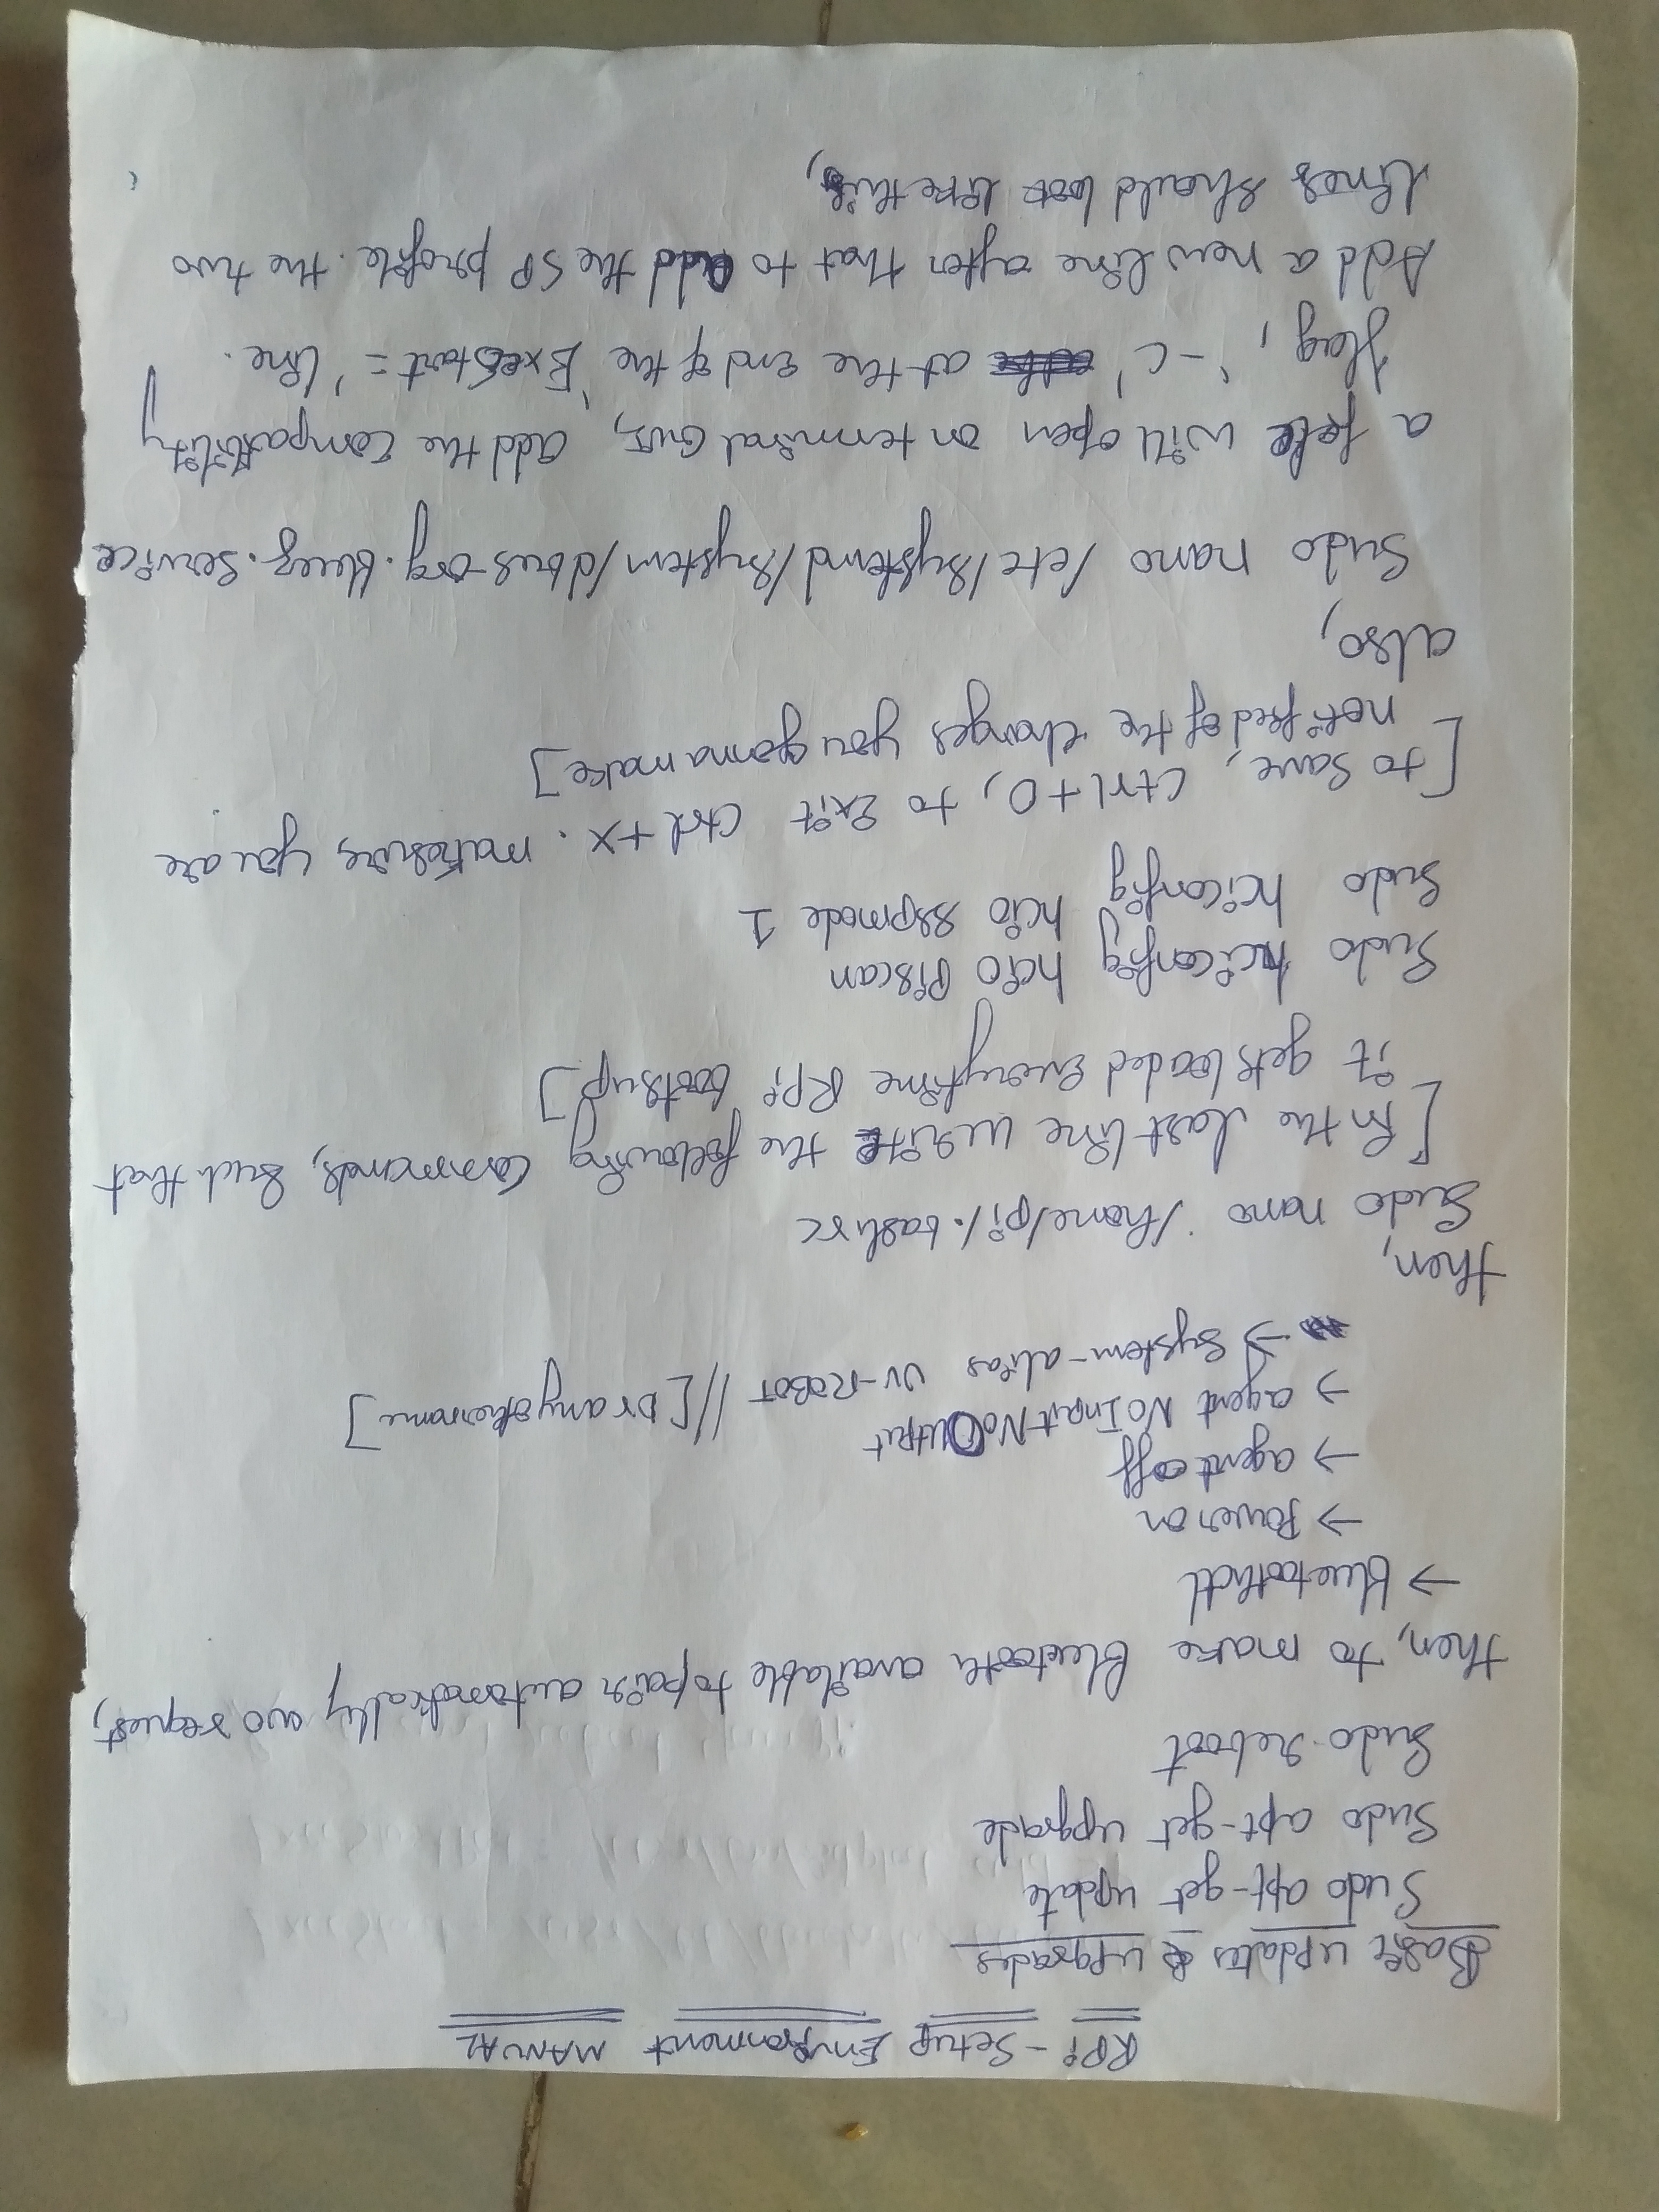 RPi - Setup Environment MANUAL
Basic updates & upgrades
Sudo apt-get update
Sudo apt-get upgrade
Sudo reboot
then, to make bluetooth available to pair automatically wo request,
→ bluetoothctl
→ Power on
→ agent off
→ agent NoInputNoOutput
→ System-alias UV-ROBOT //[Or any other name]
then,
Sudo nano /home/pi/.bashrc
[in the last line write the following Commands, Such that
it gets loaded Everytime RPi boots up]
Sudo hciconfig hci0 Piscan
Sudo hciconfig hci0 sspmode 1
[to Save, Ctrl+O, to Exit Ctrl+X. make sure, you are
notified of the changes you gonna make]
also,
Sudo nano /etc/systemd/system/dbus-org.bluez.service
a file will open on terminal GUI, add the Compatibility
flag, '-C' at the End of the 'ExecStart=' line.
Add a new line after that to add the SP profile. the two
lines should look like this,